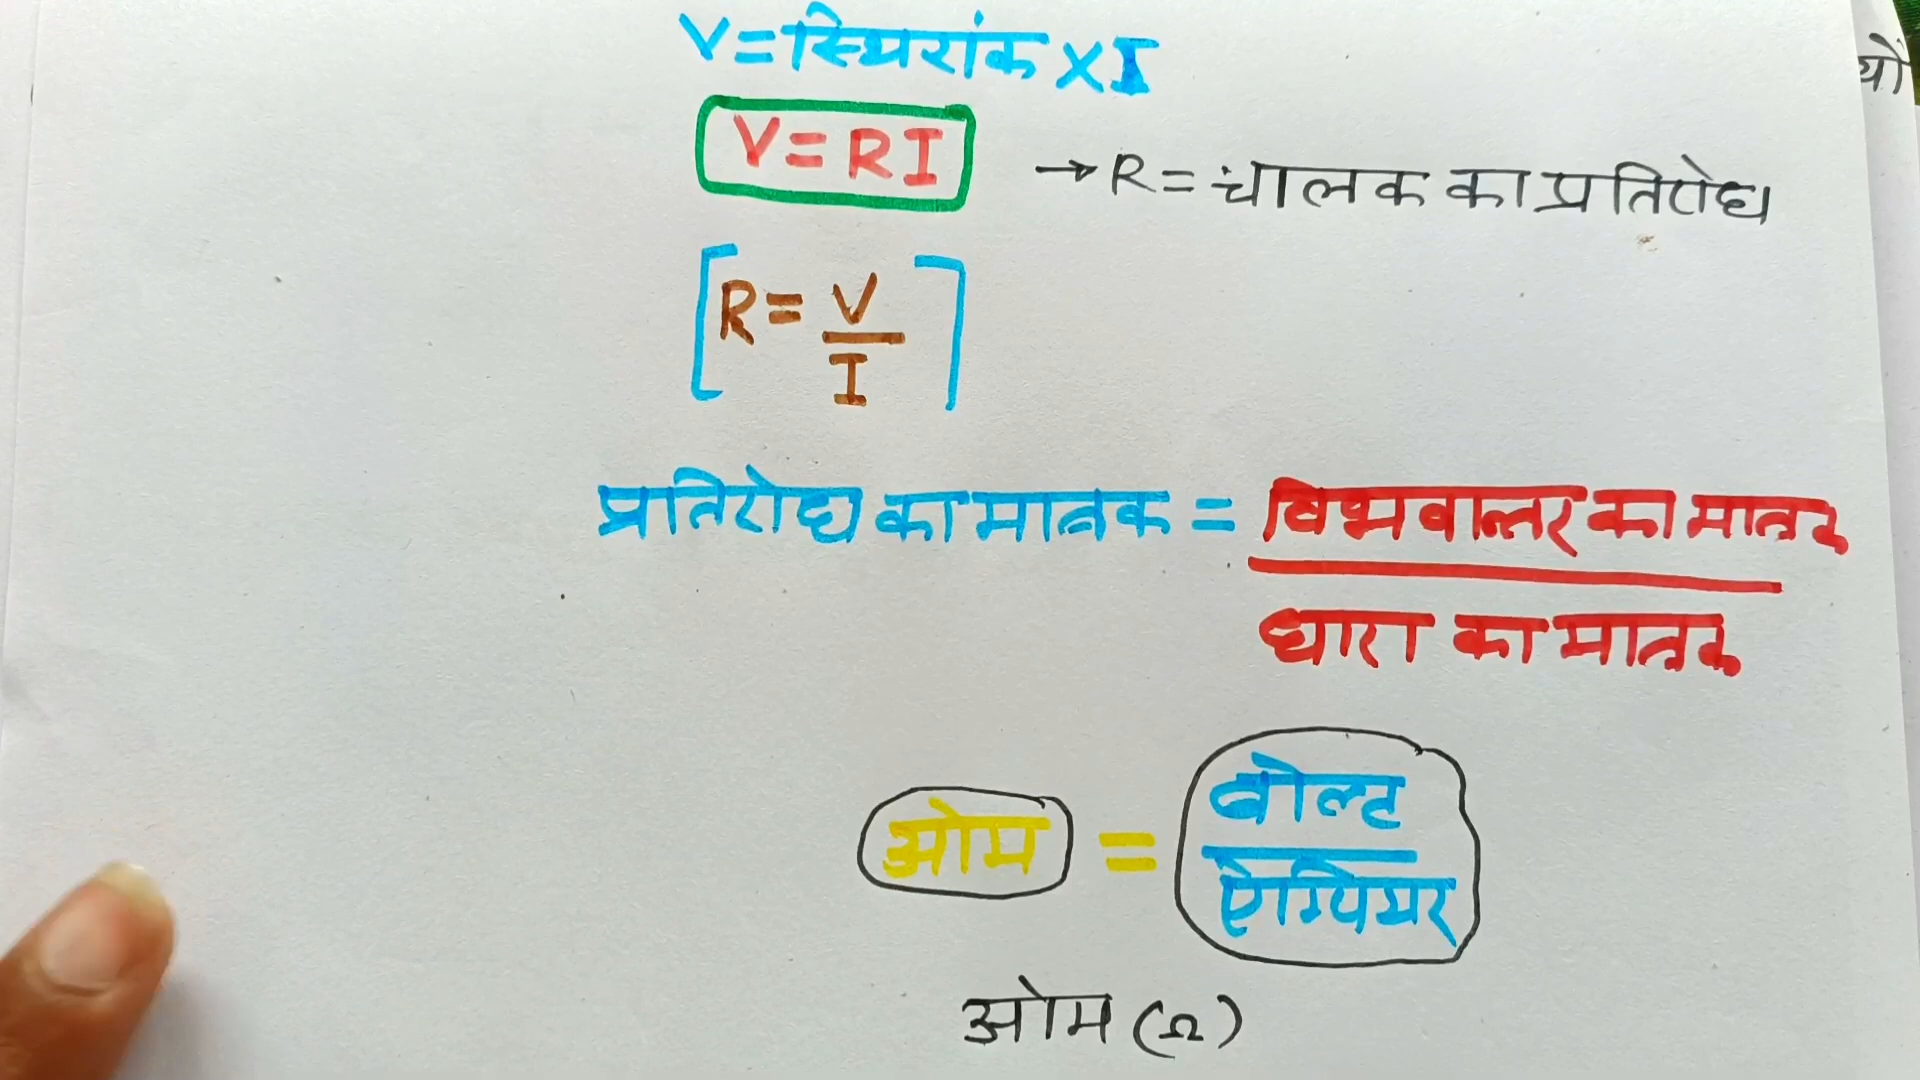 V = स्थिरांक × I
V = RI
→ R = चालक का प्रतिरोध
R = V
I
प्रतिरोध का मात्रक = विभवान्तर का मात्रक
धारा का मात्रक
ओम = वोल्ट
ऐम्पियर
ओम (Ω)